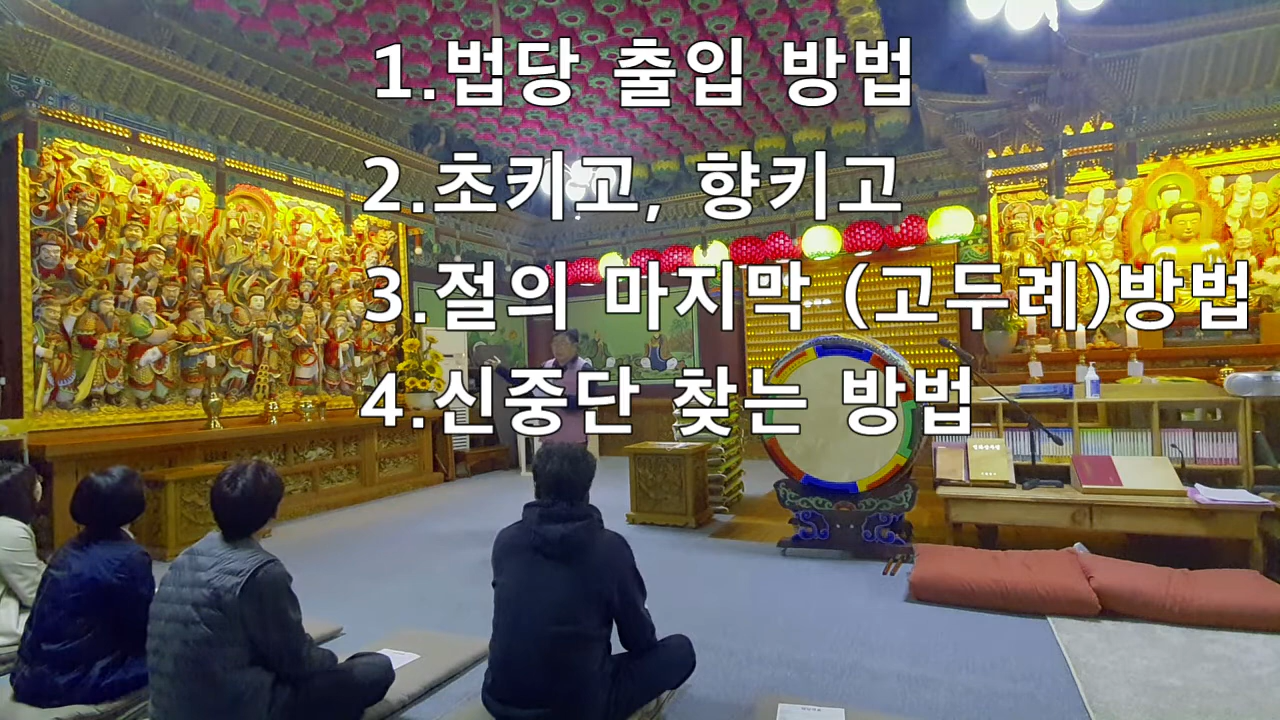 1.법당 출입 방법
2.초키고, 향키고
3.절의 마지막 (고두례)방법
4.신중단 찾는 방법